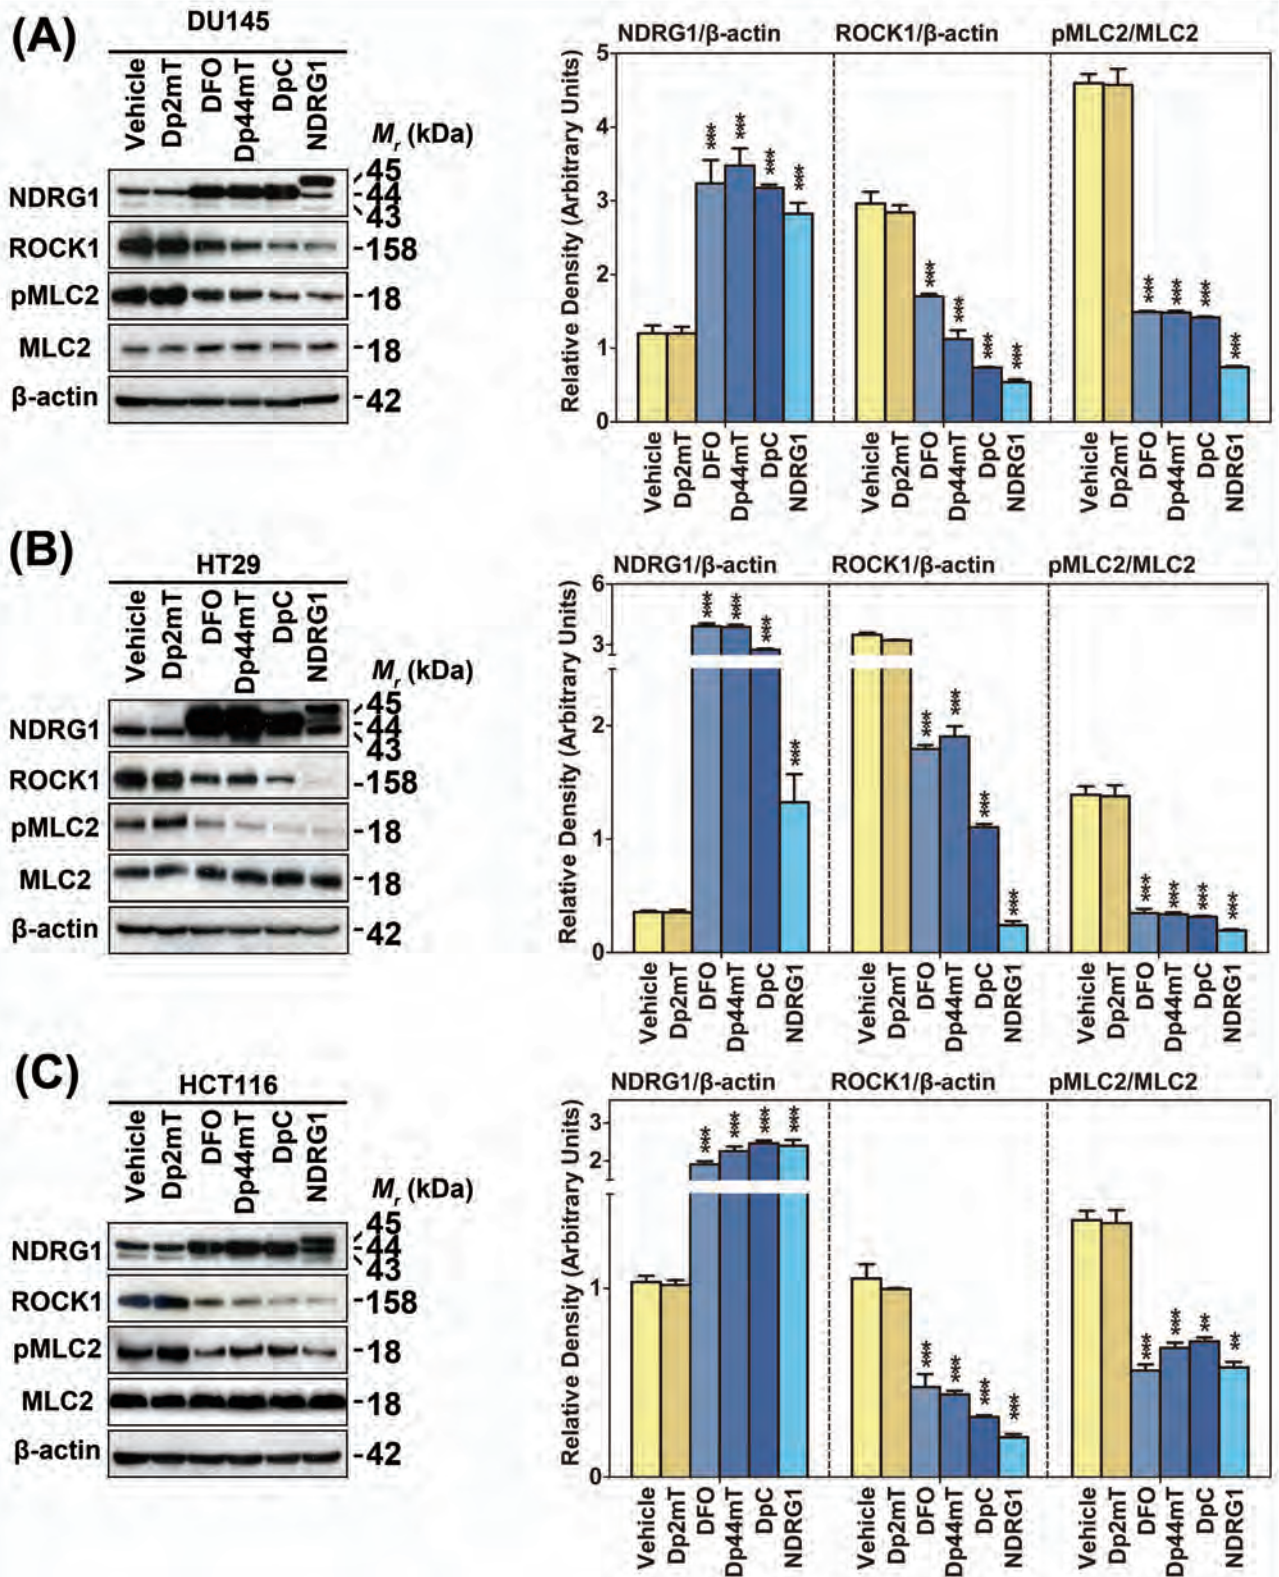 (A)
DU145
Vehicle
Dp2mT
DFO
Dp44mT
DpC
NDRG1
Mr (kDa)
NDRG1
45
44
43
ROCK1
-158
pMLC2
-18
MLC2
-18
β-actin
-42
NDRG1/β-actin
ROCK1/β-actin
pMLC2/MLC2
Relative Density (Arbitrary Units)
5
4
3
2
1
0
*** *** *** ***
*** *** *** ***
*** *** *** ***
Vehicle
Dp2mT
DFO
Dp44mT
DpC
NDRG1
Vehicle
Dp2mT
DFO
Dp44mT
DpC
NDRG1
Vehicle
Dp2mT
DFO
Dp44mT
DpC
NDRG1
(B)
HT29
Vehicle
Dp2mT
DFO
Dp44mT
DpC
NDRG1
Mr (kDa)
NDRG1
45
44
43
ROCK1
-158
pMLC2
-18
MLC2
-18
β-actin
-42
NDRG1/β-actin
ROCK1/β-actin
pMLC2/MLC2
Relative Density (Arbitrary Units)
6
3
2
1
0
*** *** *** ***
*** *** *** ***
*** *** *** ***
Vehicle
Dp2mT
DFO
Dp44mT
DpC
NDRG1
Vehicle
Dp2mT
DFO
Dp44mT
DpC
NDRG1
Vehicle
Dp2mT
DFO
Dp44mT
DpC
NDRG1
(C)
HCT116
Vehicle
Dp2mT
DFO
Dp44mT
DpC
NDRG1
Mr (kDa)
NDRG1
45
44
43
ROCK1
-158
pMLC2
-18
MLC2
-18
β-actin
-42
NDRG1/β-actin
ROCK1/β-actin
pMLC2/MLC2
Relative Density (Arbitrary Units)
3
2
1
0
*** *** *** ***
*** *** *** ***
*** *** ** **
Vehicle
Dp2mT
DFO
Dp44mT
DpC
NDRG1
Vehicle
Dp2mT
DFO
Dp44mT
DpC
NDRG1
Vehicle
Dp2mT
DFO
Dp44mT
DpC
NDRG1